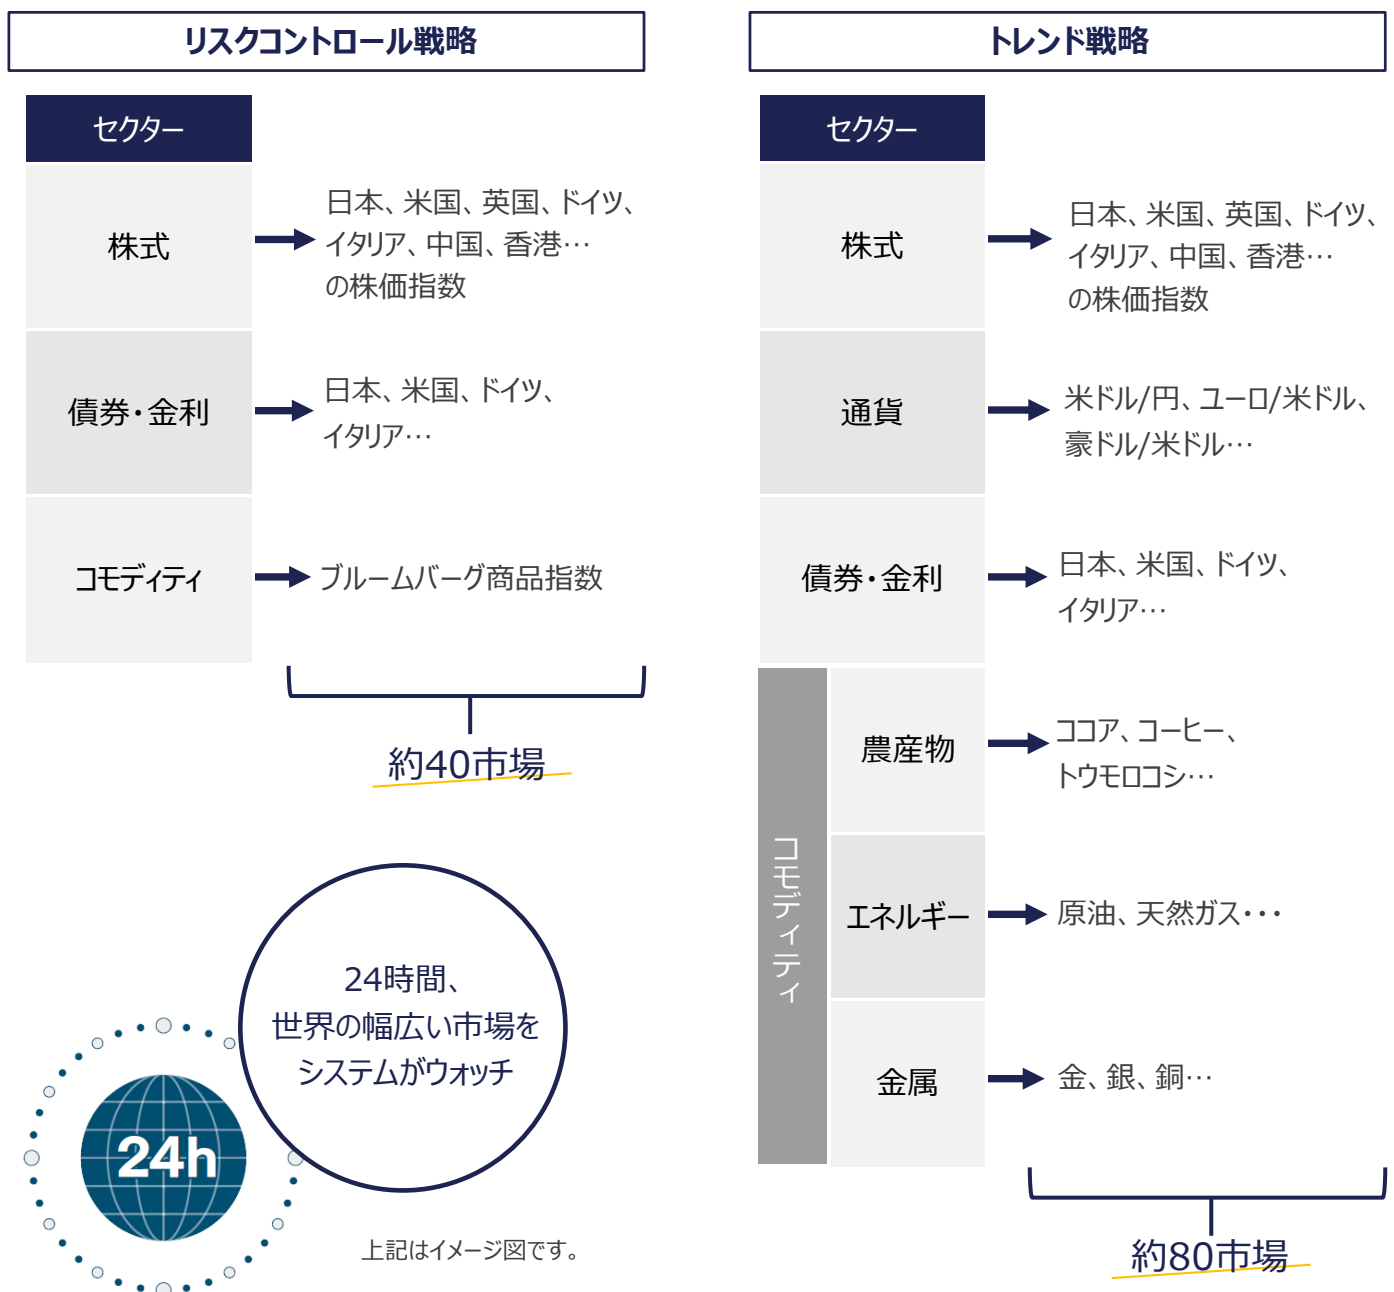 リスクコントロール戦略
セクター
株式
日本、米国、英国、ドイツ、
イタリア、中国、香港…
の株価指数
債券・金利
日本、米国、ドイツ、
イタリア…
コモディティ
ブルームバーグ商品指数
約40市場
24時間、
世界の幅広い市場を
システムがウォッチ
24h
上記はイメージ図です。
トレンド戦略
セクター
株式
日本、米国、英国、ドイツ、
イタリア、中国、香港…
の株価指数
通貨
米ドル/円、ユーロ/米ドル、
豪ドル/米ドル…
債券・金利
日本、米国、ドイツ、
イタリア…
コモディティ
農産物
ココア、コーヒー、
トウモロコシ…
エネルギー
原油、天然ガス・・・
金属
金、銀、銅…
約80市場